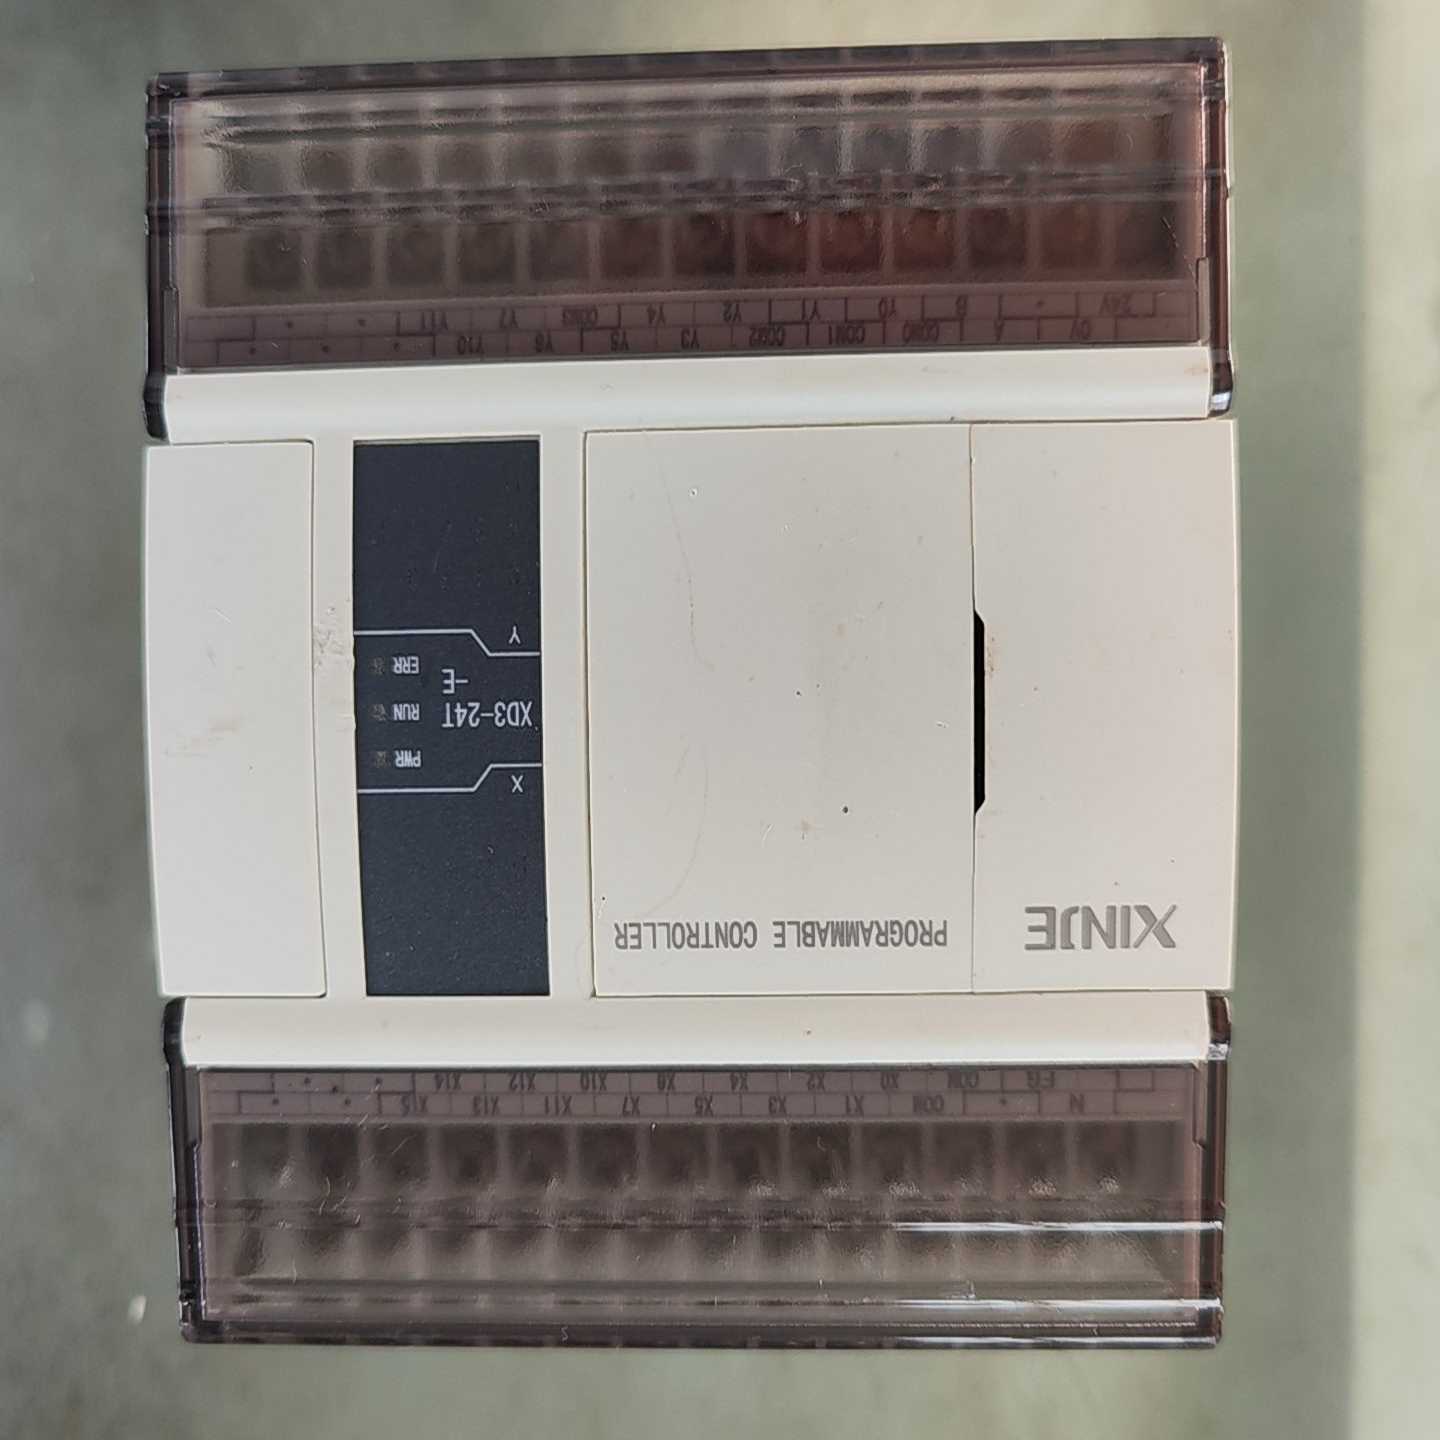 N • COM X1 X3 X5 X7 X11 X13 X15 • •
FG COM X0 X2 X4 X6 X10 X12 X14 • •
XINJE
PROGRAMMABLE CONTROLLER
X
PWR
XD3-24T
RUN
-E
ERR
Y
0V A COM0 COM1 COM2 Y3 Y5 Y6 Y10 • • •
24V • B Y0 Y1 Y2 Y4 COM3 Y7 Y11 • •